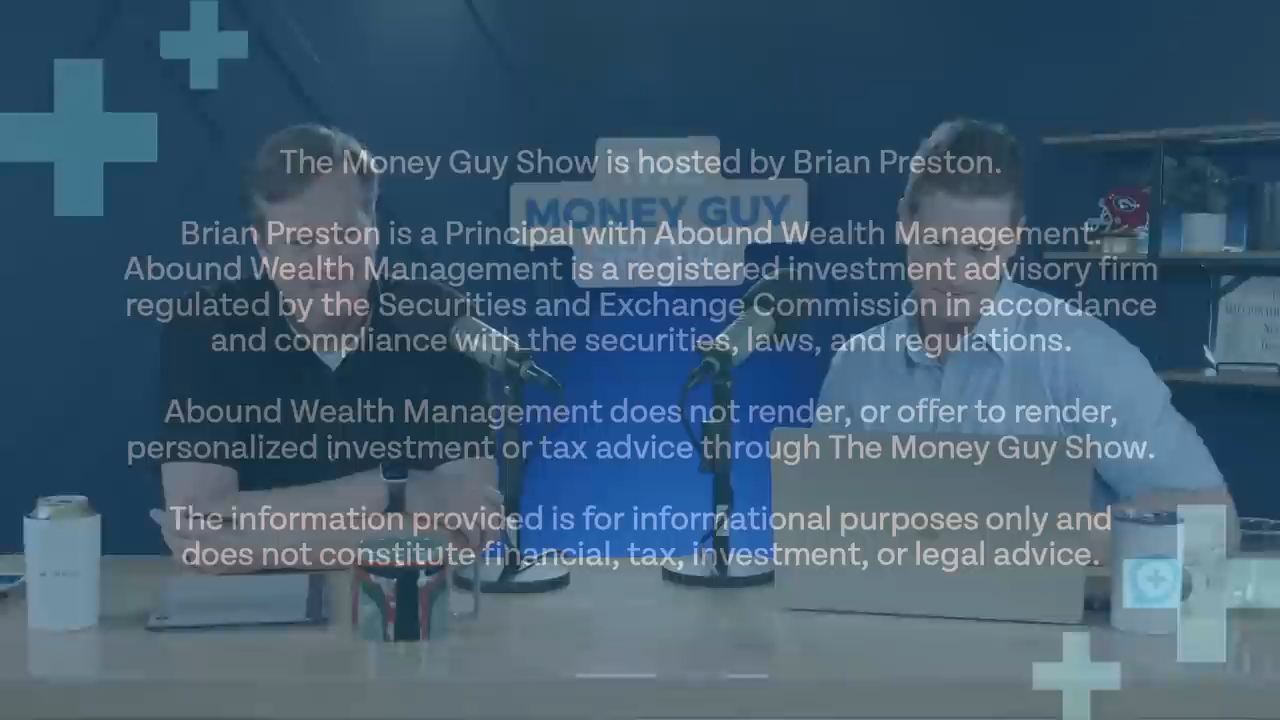 The Money Guy Show is hosted by Brian Preston.
MONEY GUY
Brian Preston is a Principal with Abound Wealth Management.
Abound Wealth Management is a registered investment advisory firm
regulated by the Securities and Exchange Commission in accordance
and compliance with the securities, laws, and regulations.
Abound Wealth Management does not render, or offer to render,
personalized investment or tax advice through The Money Guy Show.
The information provided is for informational purposes only and
does not constitute financial, tax, investment, or legal advice.